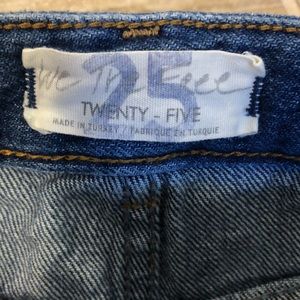 We The Free
25
TWENTY - FIVE
MADE IN TURKEY / FABRIQUE EN TURQUIE